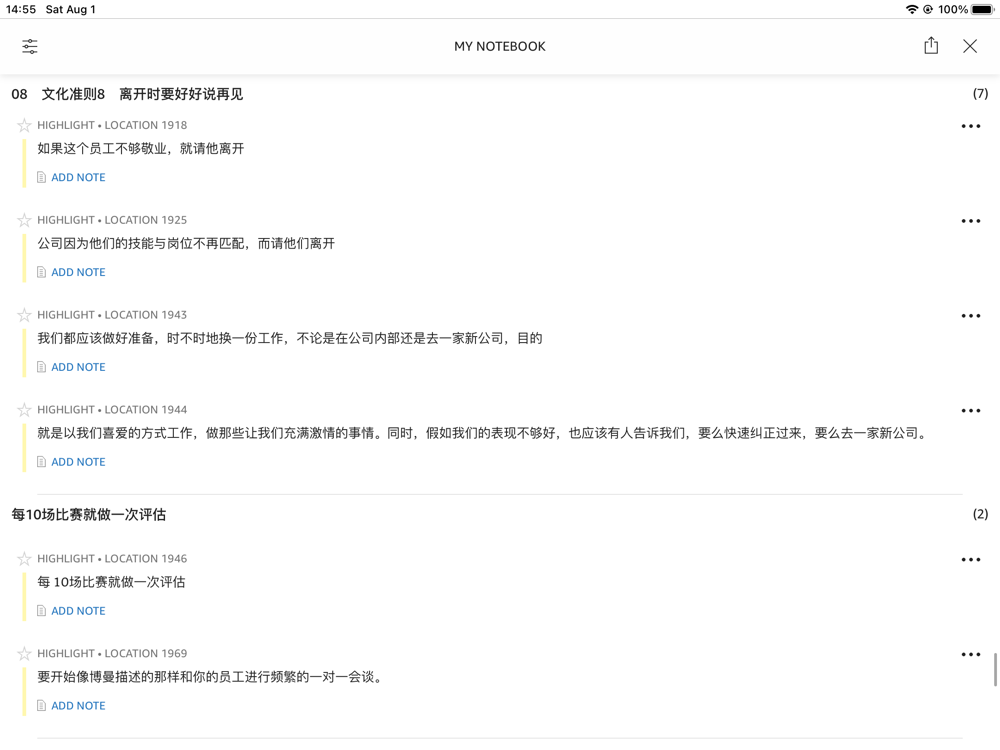 14:55 Sat Aug 1 100%
MY NOTEBOOK
08 文化准则8 离开时要好好说再见 (7)
HIGHLIGHT • LOCATION 1918
如果这个员工不够敬业，就请他离开
ADD NOTE
HIGHLIGHT • LOCATION 1925
公司因为他们的技能与岗位不再匹配，而请他们离开
ADD NOTE
HIGHLIGHT • LOCATION 1943
我们都应该做好准备，时不时地换一份工作，不论是在公司内部还是去一家新公司，目的
ADD NOTE
HIGHLIGHT • LOCATION 1944
就是以我们喜爱的方式工作，做那些让我们充满激情的事情。同时，假如我们的表现不够好，也应该有人告诉我们，要么快速纠正过来，要么去一家新公司。
ADD NOTE
每10场比赛就做一次评估 (2)
HIGHLIGHT • LOCATION 1946
每 10场比赛就做一次评估
ADD NOTE
HIGHLIGHT • LOCATION 1969
要开始像博曼描述的那样和你的员工进行频繁的一对一会谈。
ADD NOTE